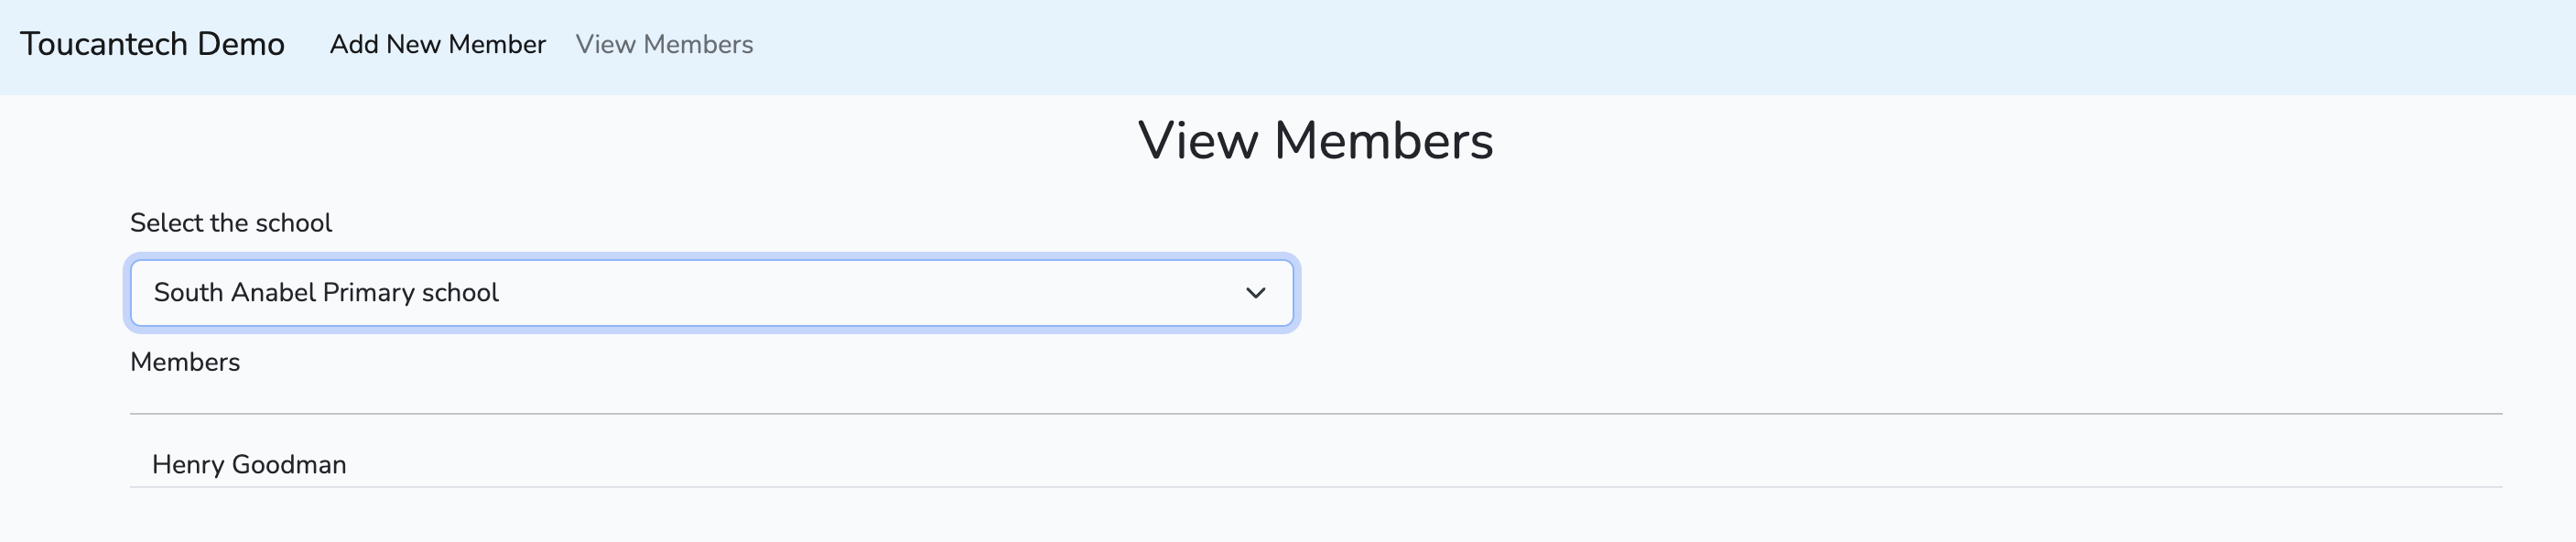 Toucantech Demo Add New Member View Members
View Members
Select the school
South Anabel Primary school
Members
Henry Goodman